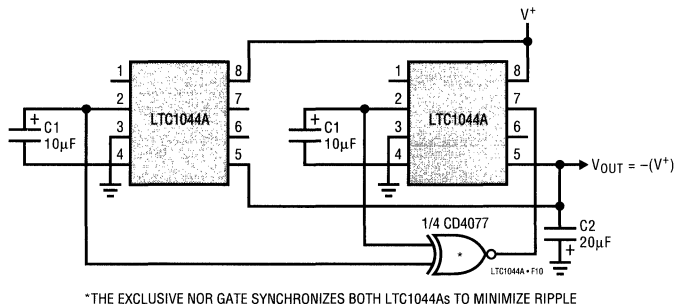 V+
1
8
1
8
2
7
2
7
LTC1044A
LTC1044A
+
C1
10µF
3
6
+
C1
10µF
3
6
4
5
4
5
VOUT = –(V+)
1/4 CD4077
C2
20µF
+
*
LTC1044A • F10
*THE EXCLUSIVE NOR GATE SYNCHRONIZES BOTH LTC1044As TO MINIMIZE RIPPLE